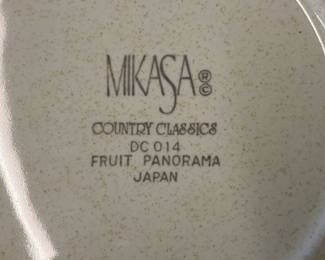 MIKASA ® ©
COUNTRY CLASSICS
DC 014
FRUIT PANORAMA
JAPAN